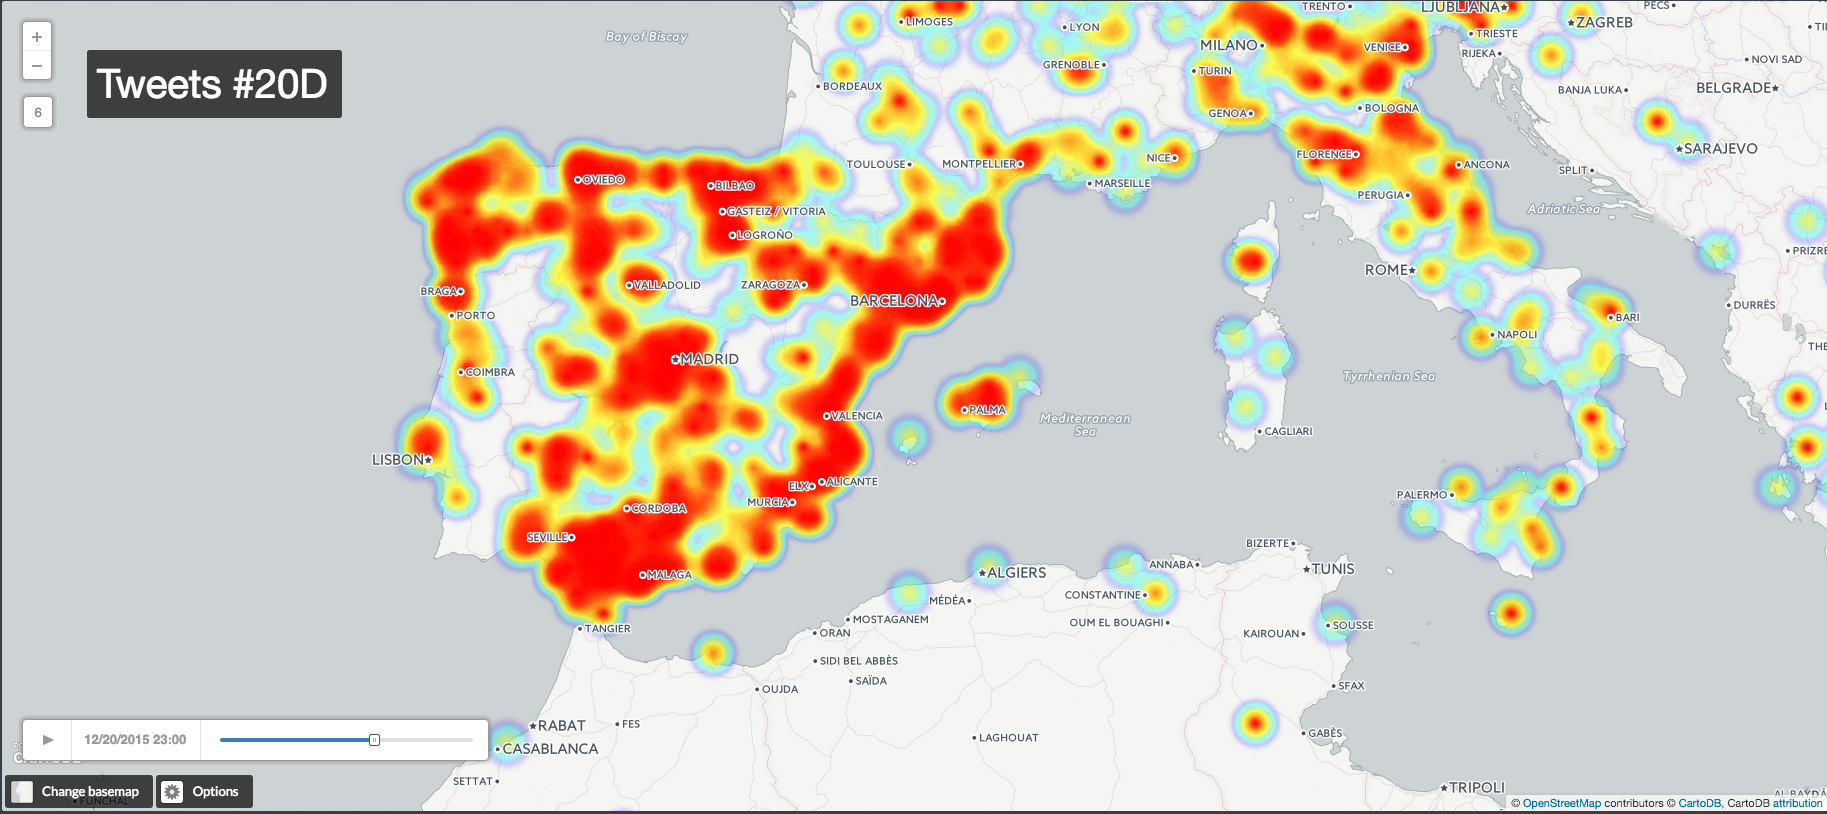 LIMOGES
LYON
TRENTO
LJUBLJANA
PECS
ZAGREB
Bay of Biscay
MILANO
VENICE
TRIESTE
RIJEKA
+
−
Tweets #20D
GRENOBLE
TURIN
NOVI SAD
BORDEAUX
BANJA LUKA
BELGRADE
6
GENOA
BOLOGNA
SARAJEVO
TOULOUSE
MONTPELLIER
NICE
FLORENCE
ANCONA
SPLIT
OVIEDO
BILBAO
MARSEILLE
PERUGIA
GASTEIZ / VITORIA
Adriatic Sea
LOGROÑO
PRIZRE
ROME
VALLADOLID
ZARAGOZA
BRAGA
BARCELONA
DURRËS
PORTO
BARI
NAPOLI
THE
MADRID
COIMBRA
Tyrrhenian Sea
PALMA
VALENCIA
Mediterranean
Sea
CAGLIARI
LISBON
ELX
ALICANTE
MURCIA
PALERMO
CORDOBA
SEVILLE
BIZERTE
MALAGA
ALGIERS
ANNABA
TUNIS
MÉDÉA
CONSTANTINE
MOSTAGANEM
OUM EL BOUAGHI
SOUSSE
TANGIER
ORAN
KAIROUAN
SIDI BEL ABBÈS
SAÏDA
OUJDA
SFAX
RABAT
FES
GABÈS
12/20/2015 23:00
LAGHOUAT
CASABLANCA
SETTAT
TRIPOLI
Change basemap
Options
FUNCHAL
© OpenStreetMap contributors © CartoDB, CartoDB attribution